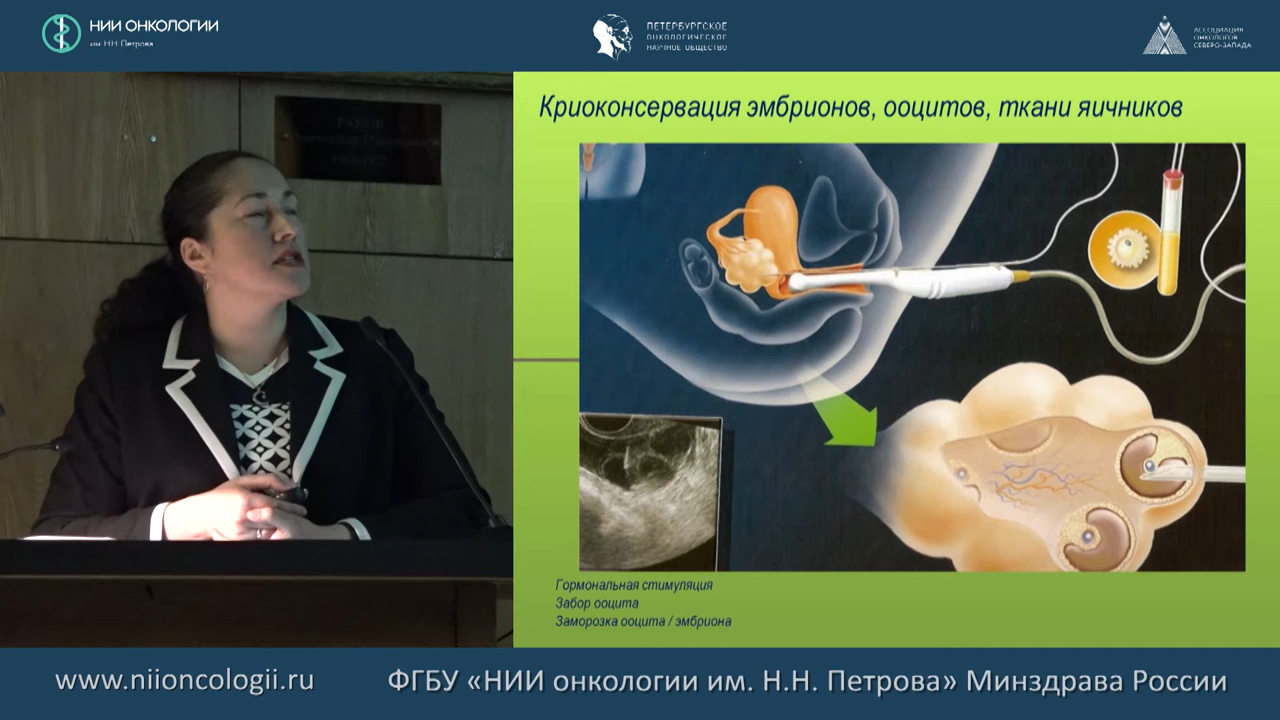 НИИ ОНКОЛОГИИ
им. Н.Н. Петрова
ПЕТЕРБУРГСКОЕ
ОНКОЛОГИЧЕСКОЕ
НАУЧНОЕ ОБЩЕСТВО
АССОЦИАЦИЯ
ОНКОЛОГОВ
СЕВЕРО-ЗАПАДА
Криоконсервация эмбрионов, ооцитов, ткани яичников
Гормональная стимуляция
Забор ооцита
Заморозка ооцита / эмбриона
www.niioncologii.ru
ФГБУ «НИИ онкологии им. Н.Н. Петрова» Минздрава России